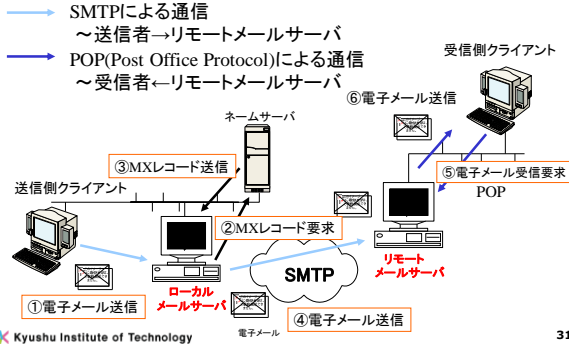 SMTPによる通信
～送信者→リモートメールサーバ
POP(Post Office Protocol)による通信
～受信者←リモートメールサーバ
受信側クライアント
⑥電子メール送信
ネームサーバ
③MXレコード送信
⑤電子メール受信要求
POP
送信側クライアント
②MXレコード要求
リモート
メールサーバ
SMTP
ローカル
メールサーバ
①電子メール送信
電子メール
④電子メール送信
Kyushu Institute of Technology
31